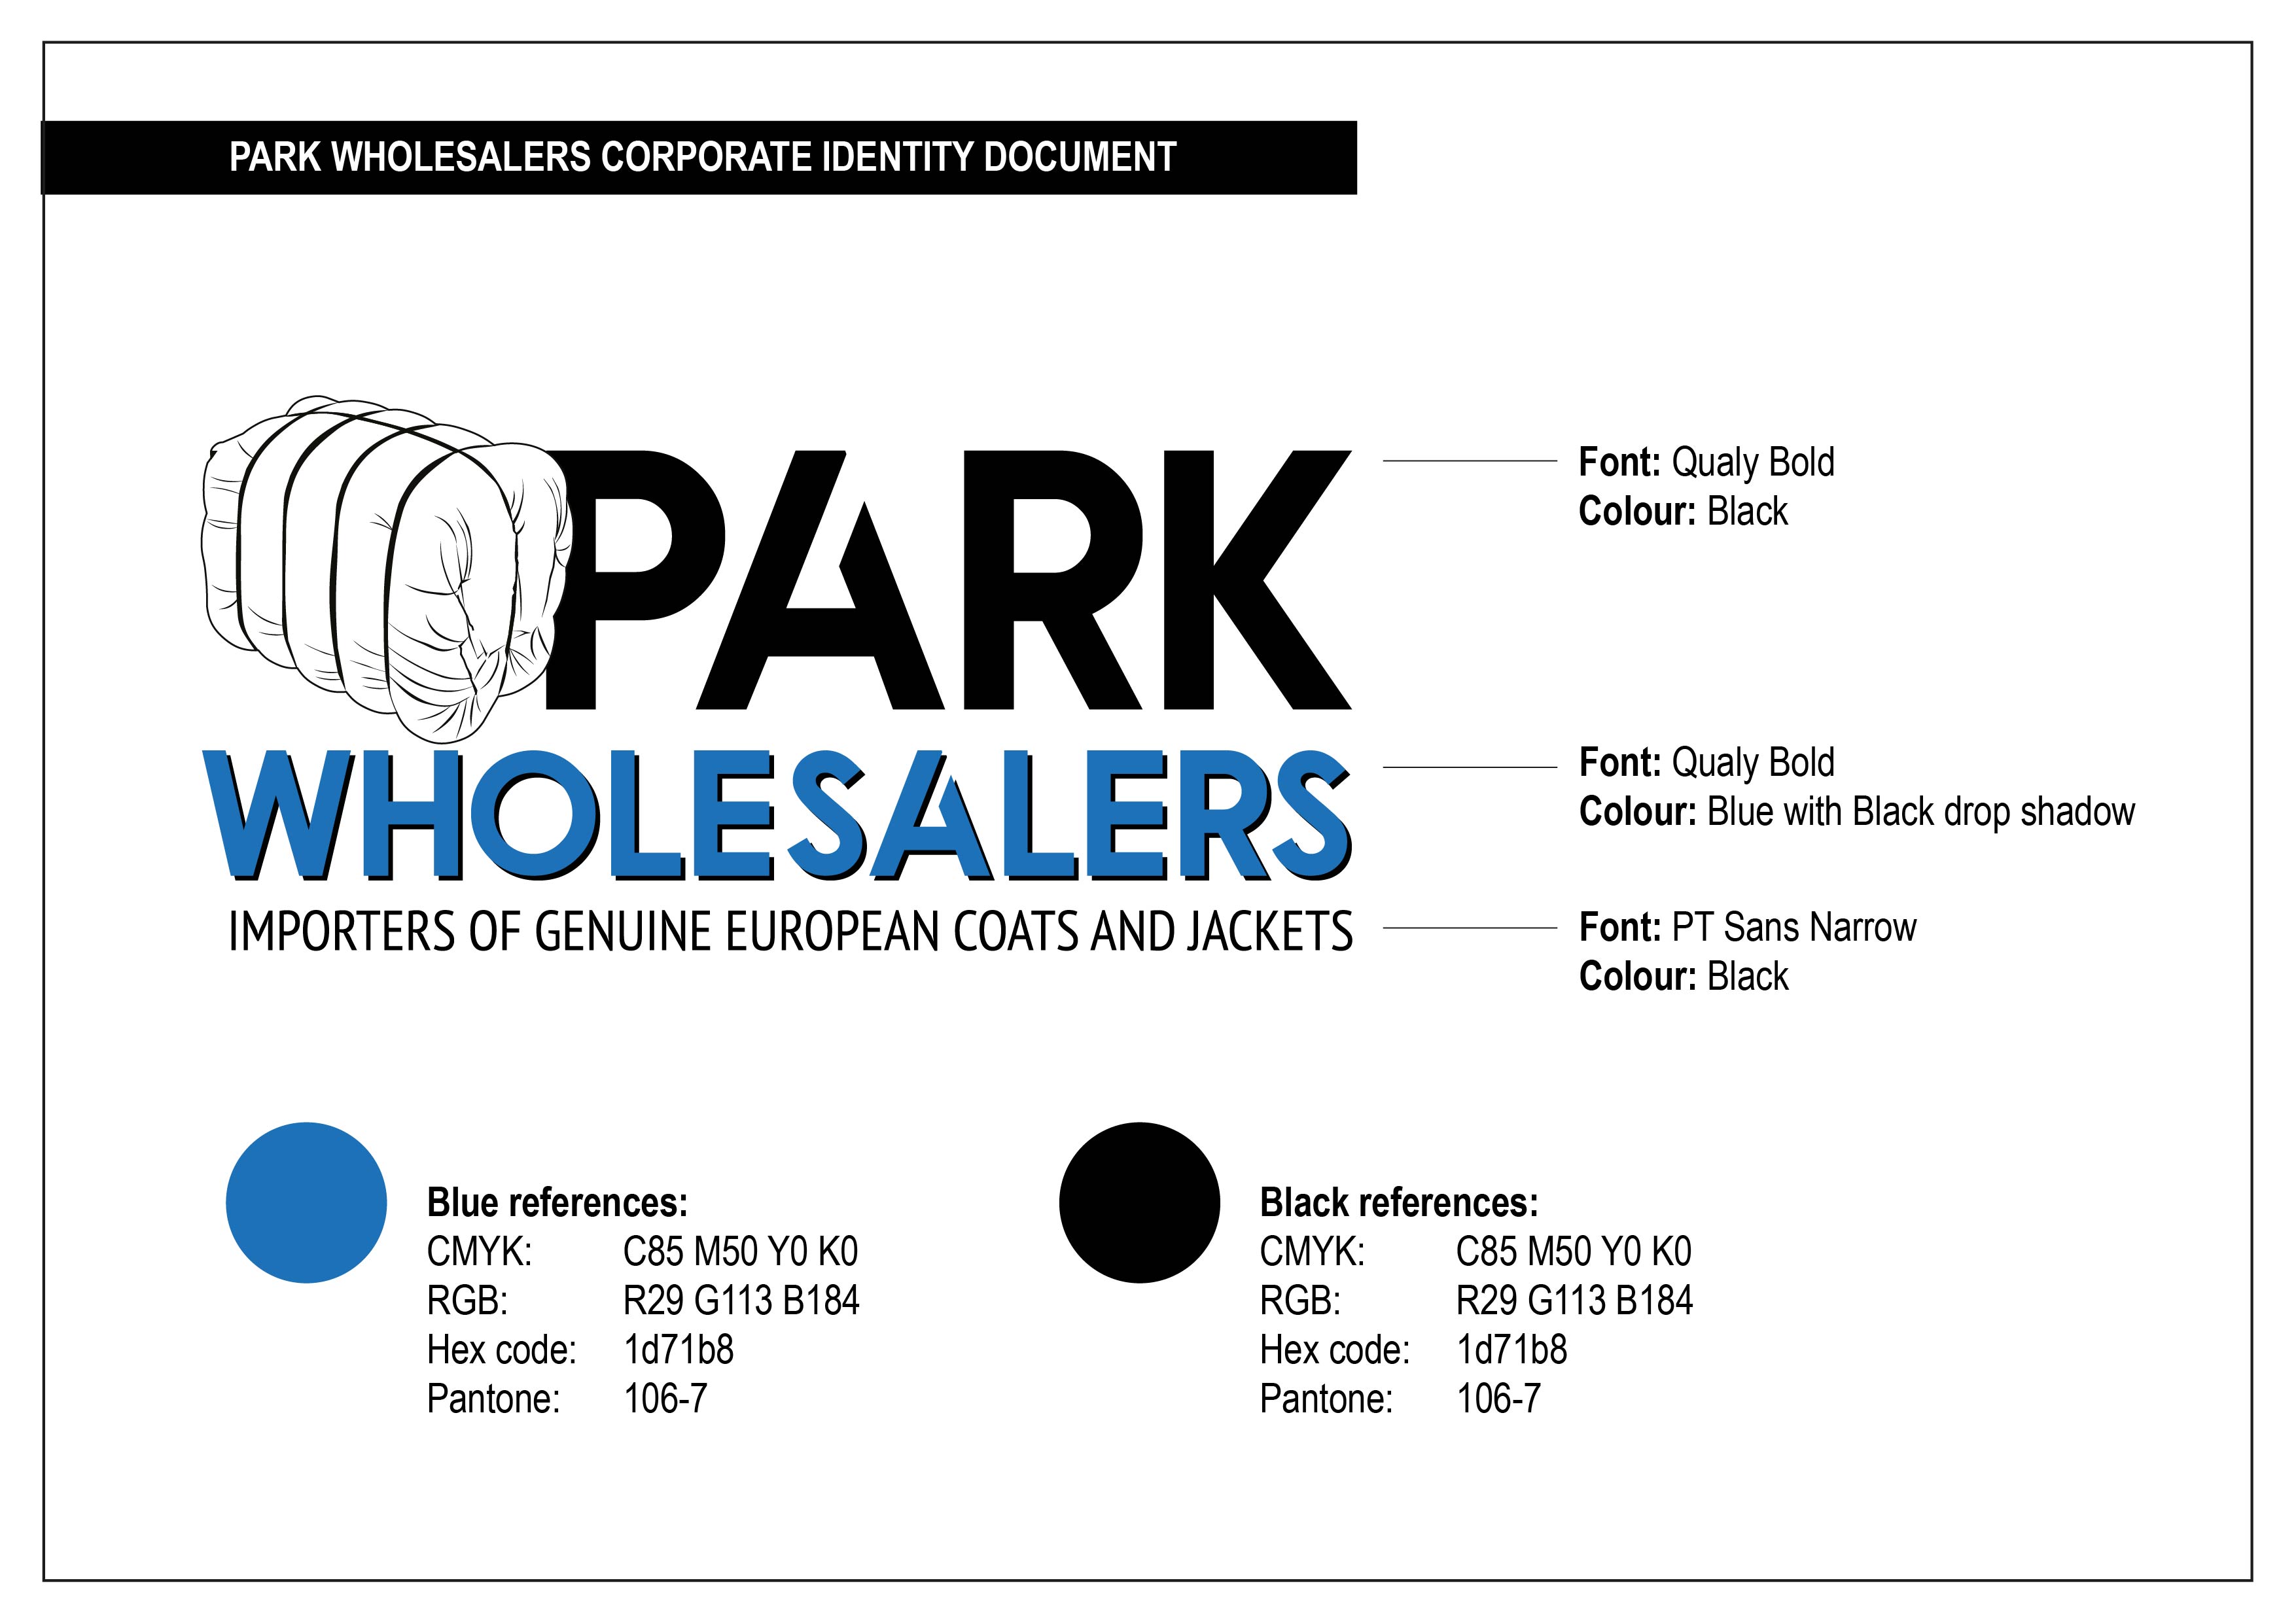 PARK WHOLESALERS CORPORATE IDENTITY DOCUMENT
PARK
Font: Qualy Bold
Colour: Black
WHOLESALERS
Font: Qualy Bold
Colour: Blue with Black drop shadow
IMPORTERS OF GENUINE EUROPEAN COATS AND JACKETS
Font: PT Sans Narrow
Colour: Black
Blue references:
CMYK: C85 M50 Y0 K0
RGB: R29 G113 B184
Hex code: 1d71b8
Pantone: 106-7
Black references:
CMYK: C85 M50 Y0 K0
RGB: R29 G113 B184
Hex code: 1d71b8
Pantone: 106-7